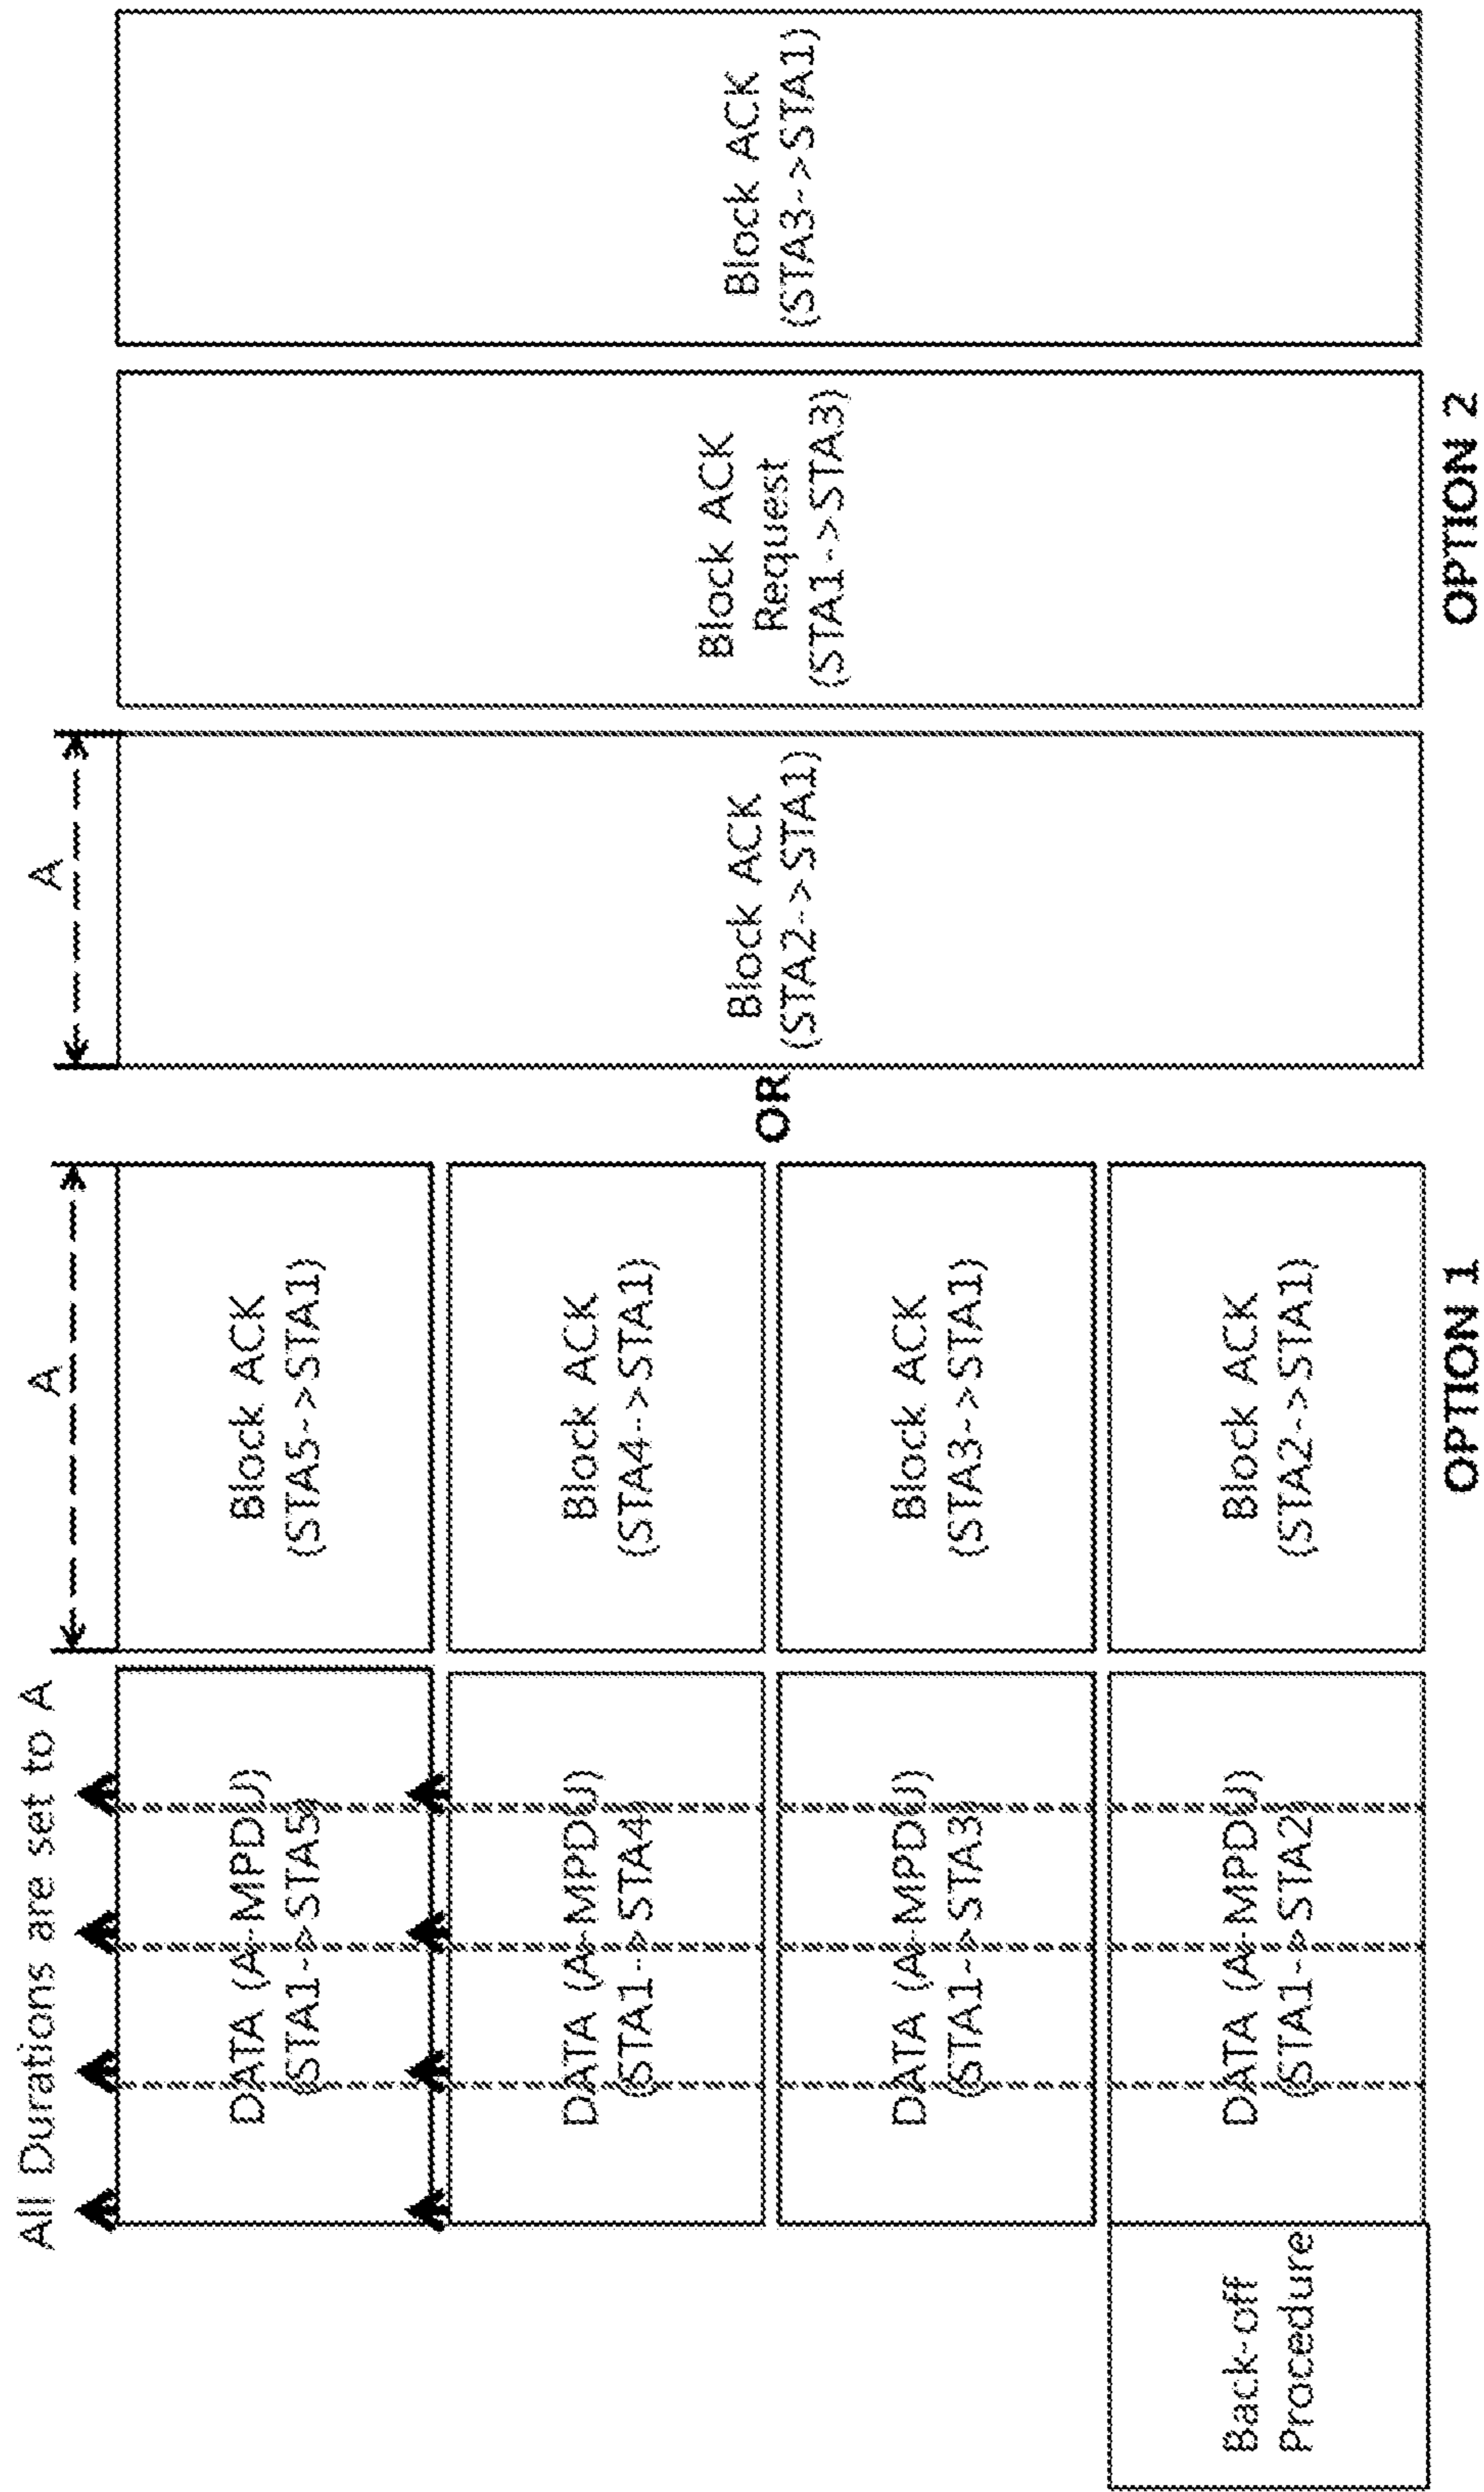 All Durations are set to A
A
A
DATA (A-MPDU)
(STA1->STA5)
Block ACK
(STA5->STA1)
DATA (A-MPDU)
(STA1->STA4)
Block ACK
(STA4->STA1)
DATA (A-MPDU)
(STA1->STA3)
Block ACK
(STA3->STA1)
Back-off
Procedure
DATA (A-MPDU)
(STA1->STA2)
Block ACK
(STA2->STA1)
OR
Block ACK
(STA2->STA1)
Block ACK
Request
(STA1->STA3)
Block ACK
(STA3->STA1)
OPTION 1
OPTION 2